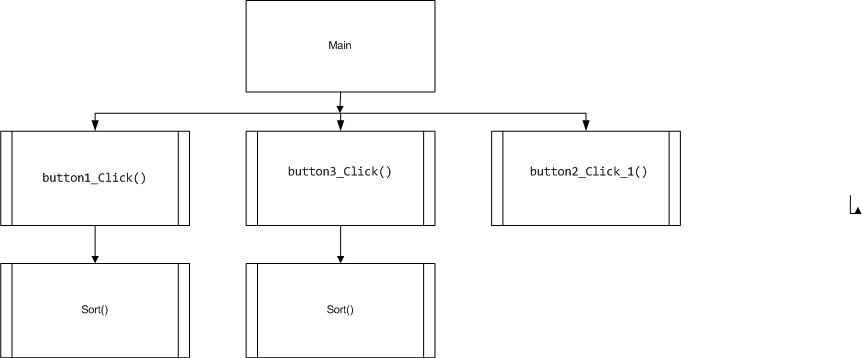 Main
button1_Click()
button3_Click()
button2_Click_1()
Sort()
Sort()